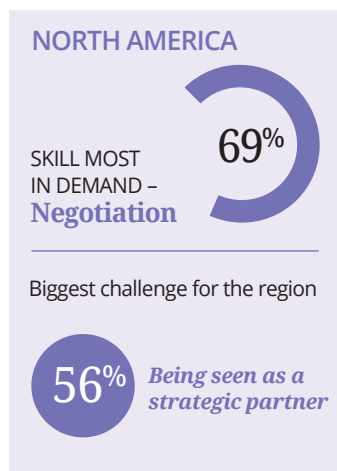 NORTH AMERICA
69%
SKILL MOST
IN DEMAND –
Negotiation
Biggest challenge for the region
56%
Being seen as a
strategic partner